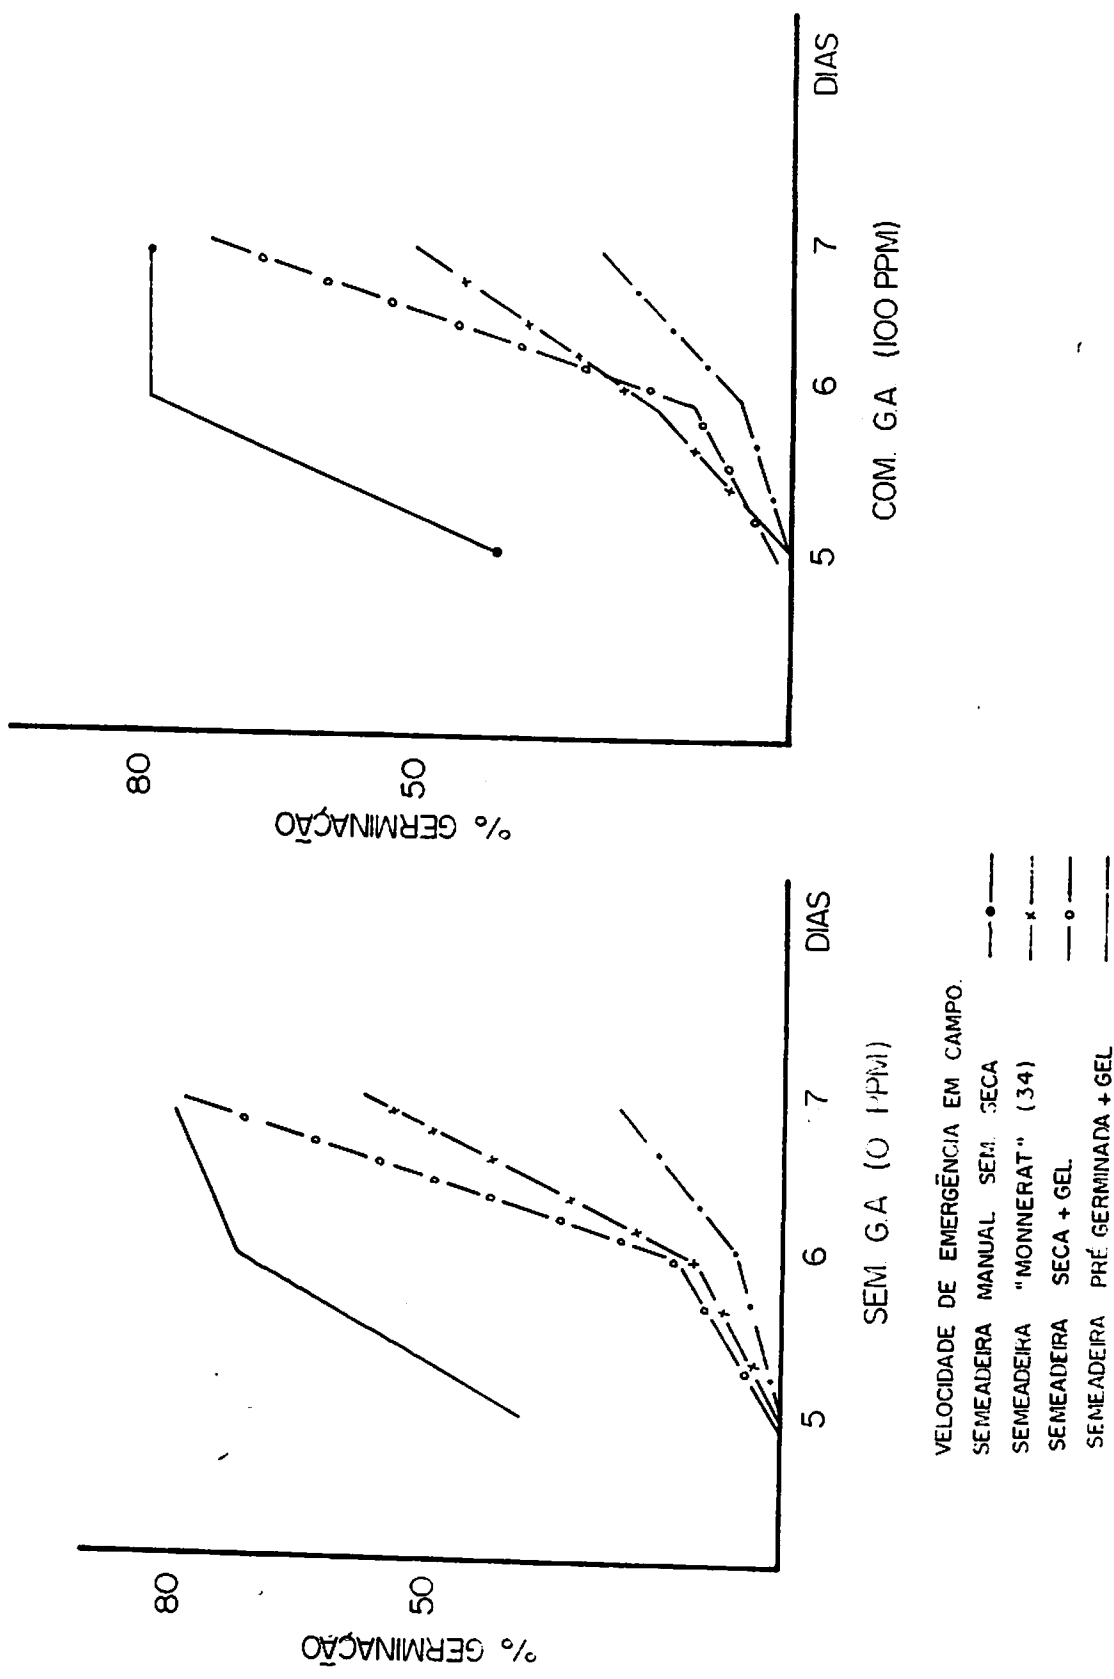 % GERMINAÇÃO
80
50
5
6
7
DIAS
SEM. G.A (0 PPM)
% GERMINAÇÃO
80
50
5
6
7
DIAS
COM. G.A (100 PPM)
VELOCIDADE DE EMERGÊNCIA EM CAMPO.
SEMEADEIRA MANUAL SEM. SECA
SEMEADEIRA "MONNERAT" (34)
SEMEADEIRA SECA + GEL.
SEMEADEIRA PRÉ GERMINADA + GEL